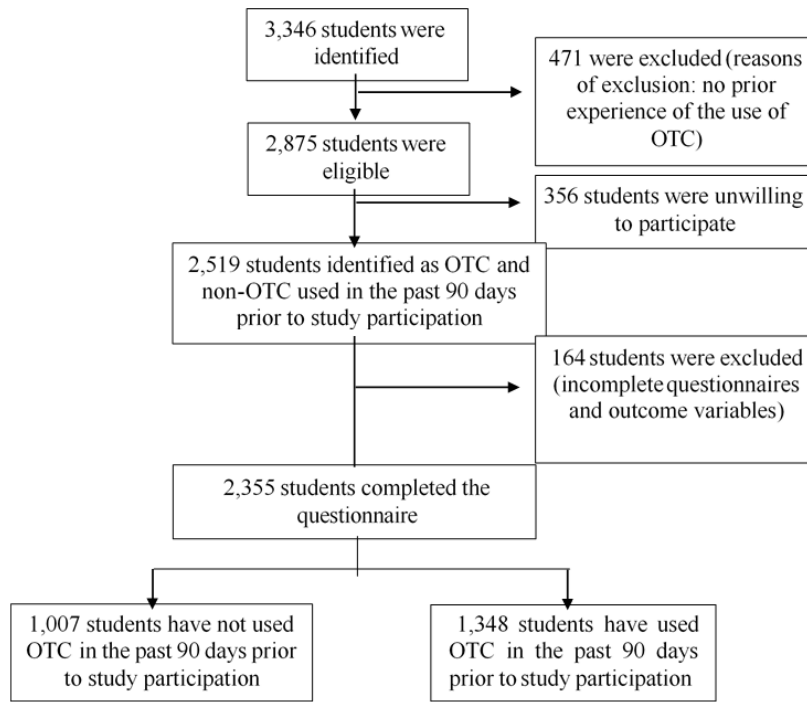 3,346 students were
identified
471 were excluded (reasons
of exclusion: no prior
experience of the use of
OTC)
2,875 students were
eligible
356 students were unwilling
to participate
2,519 students identified as OTC and
non-OTC used in the past 90 days
prior to study participation
164 students were excluded
(incomplete questionnaires
and outcome variables)
2,355 students completed the
questionnaire
1,007 students have not used
OTC in the past 90 days prior
to study participation
1,348 students have used
OTC in the past 90 days
prior to study participation